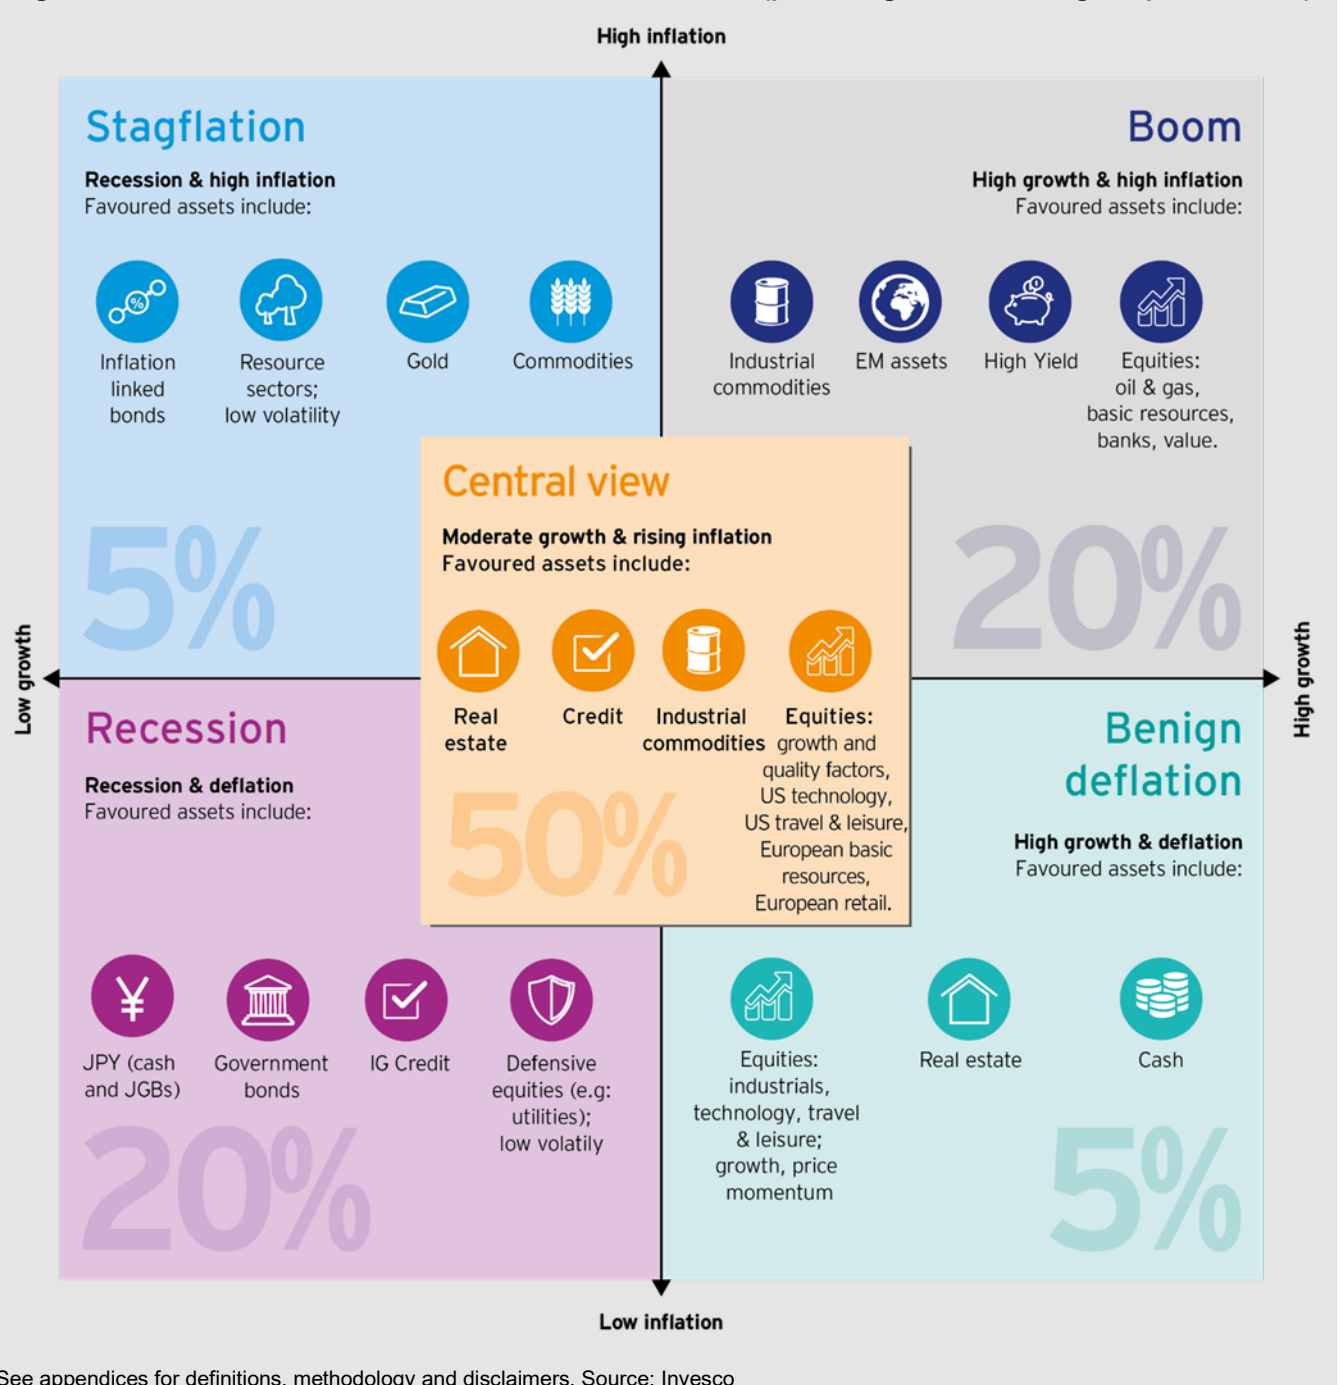 High inflation
Stagflation
Recession & high inflation
Favoured assets include:
Inflation
linked
bonds
Resource
sectors;
low volatility
Gold
Commodities
5%
Boom
High growth & high inflation
Favoured assets include:
Industrial
commodities
EM assets
High Yield
Equities:
oil & gas,
basic resources,
banks, value.
20%
Central view
Moderate growth & rising inflation
Favoured assets include:
Real
estate
Credit
Industrial
commodities
Equities:
growth and
quality factors,
US technology,
US travel & leisure,
European basic
resources,
European retail.
50%
Low growth
High growth
Recession
Recession & deflation
Favoured assets include:
JPY (cash
and JGBs)
Government
bonds
IG Credit
Defensive
equities (e.g:
utilities);
low volatily
20%
Benign
deflation
High growth & deflation
Favoured assets include:
Equities:
industrials,
technology, travel
& leisure;
growth, price
momentum
Real estate
Cash
5%
Low inflation
See appendices for definitions, methodology and disclaimers. Source: Invesco